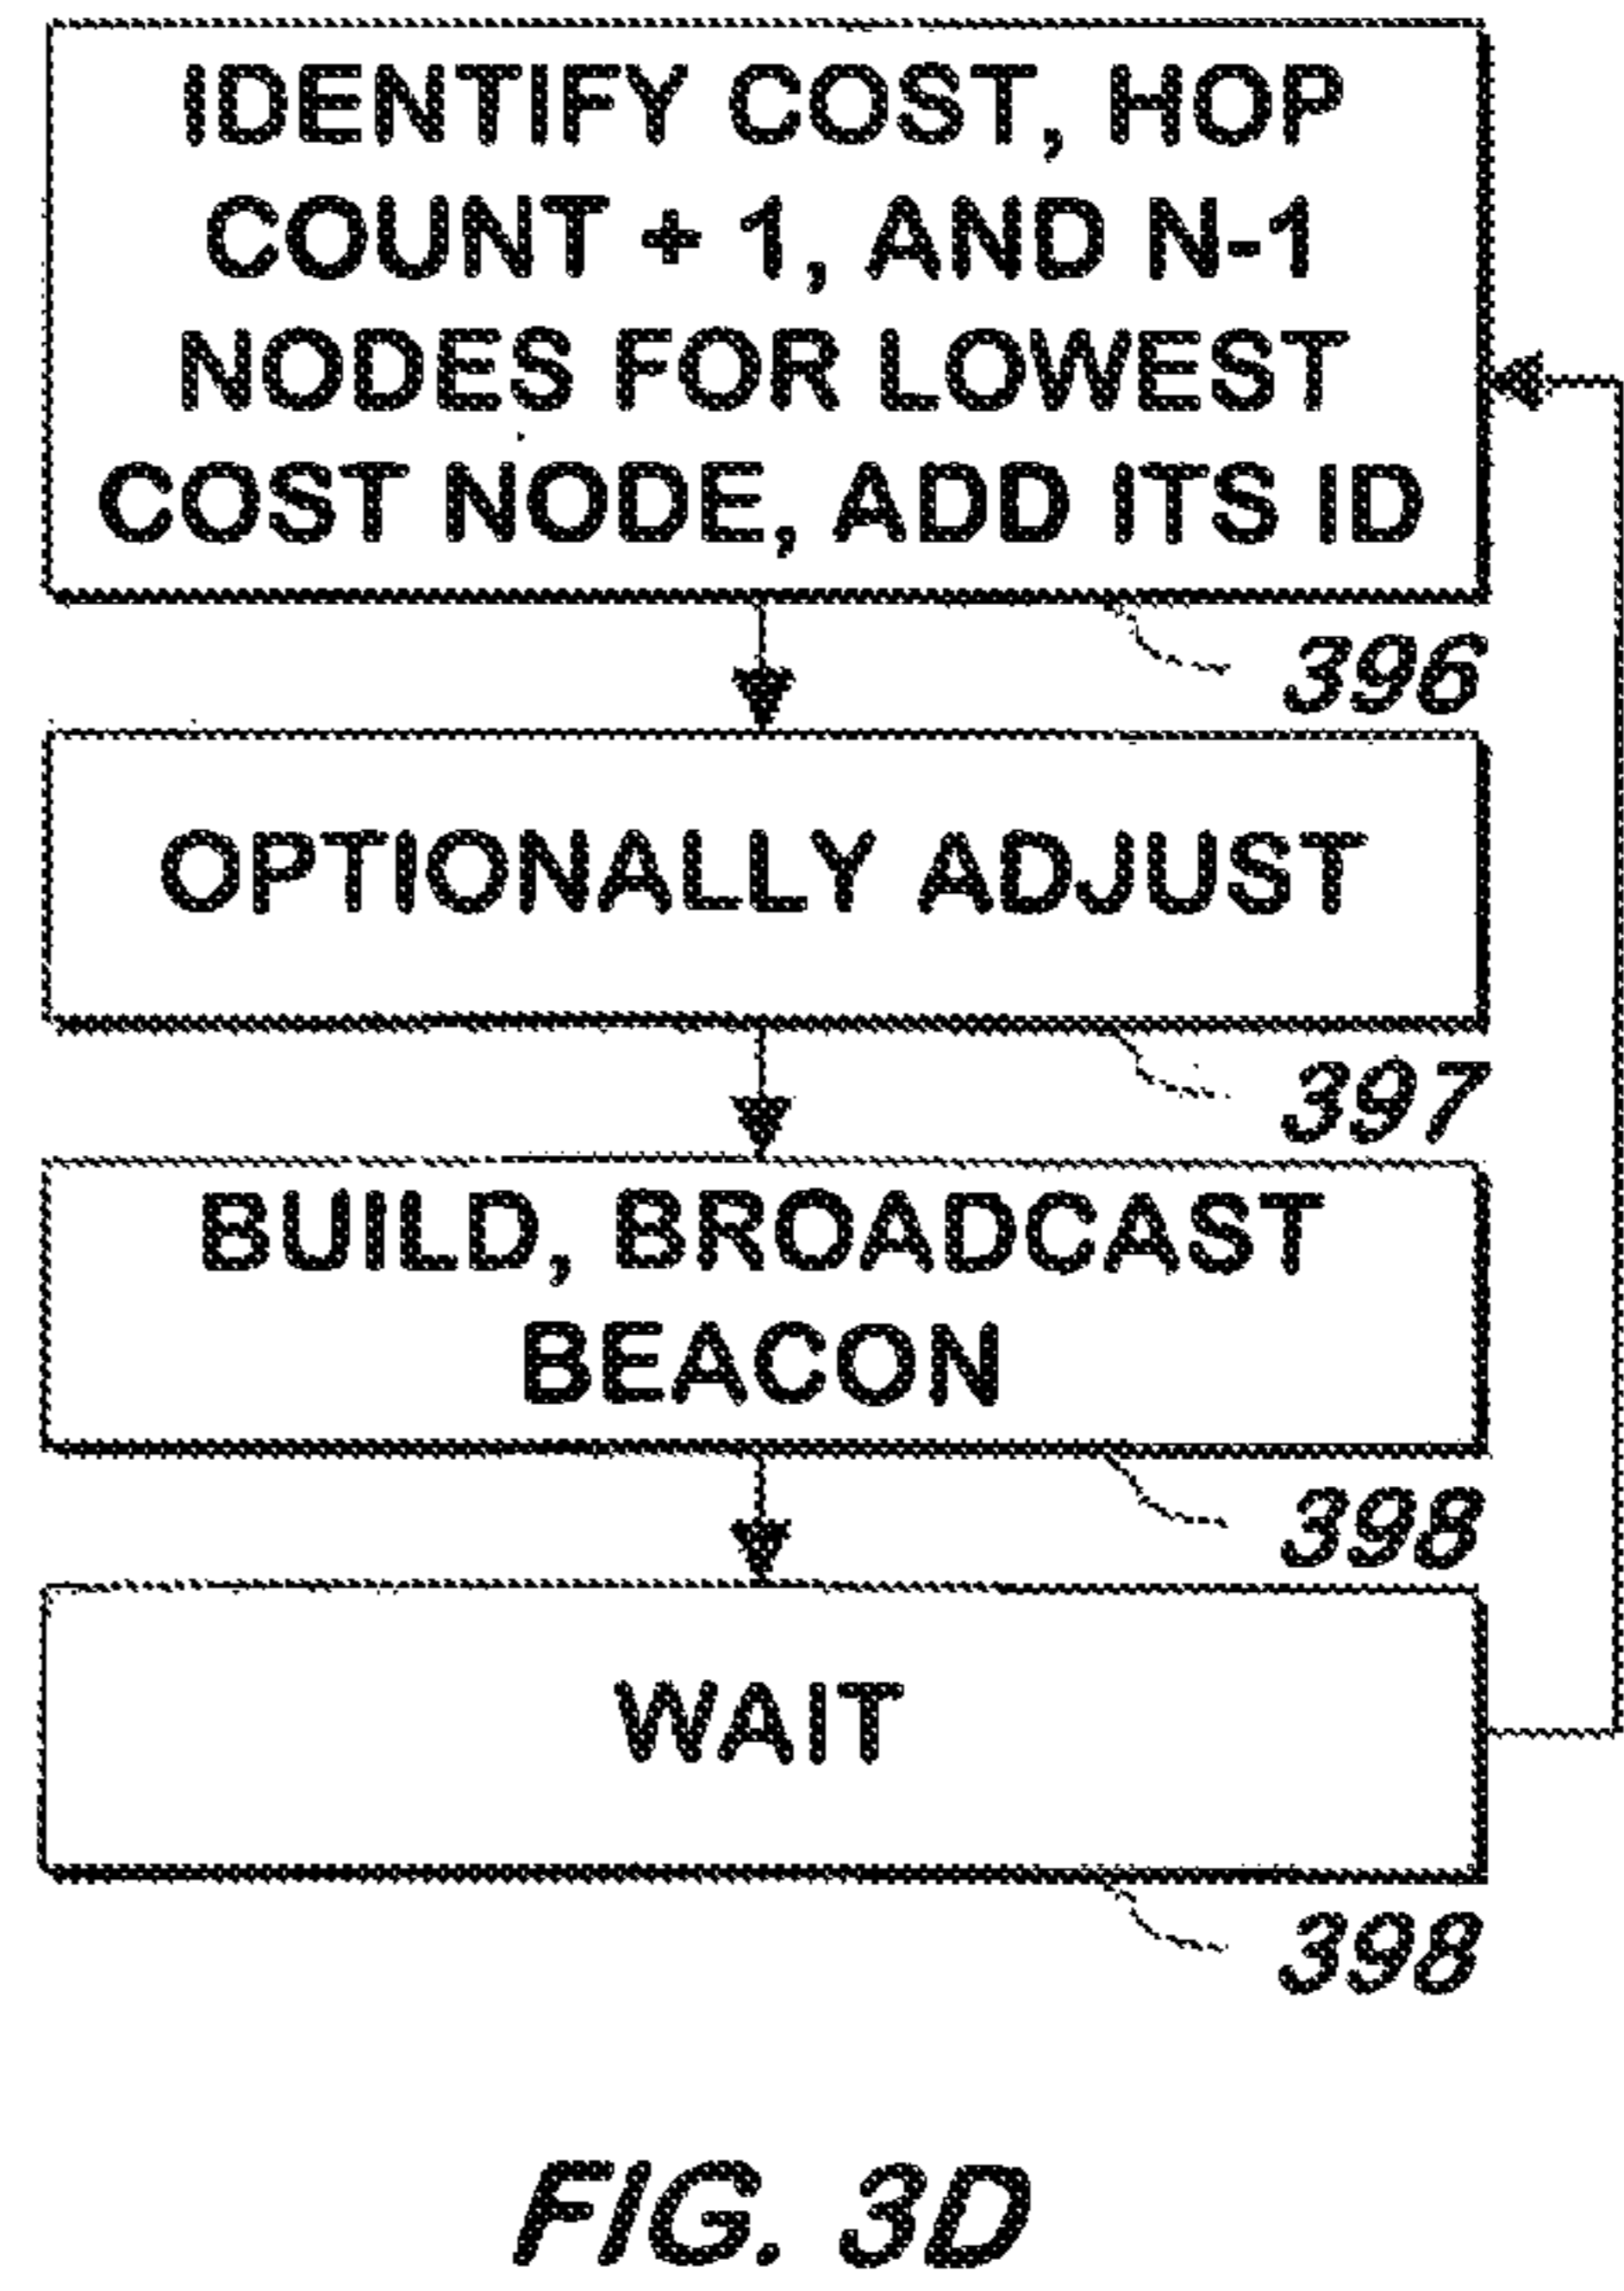 IDENTIFY COST, HOP
COUNT + 1, AND N-1
NODES FOR LOWEST
COST NODE, ADD ITS ID
396
OPTIONALLY ADJUST
397
BUILD, BROADCAST
BEACON
398
WAIT
398
FIG. 3D